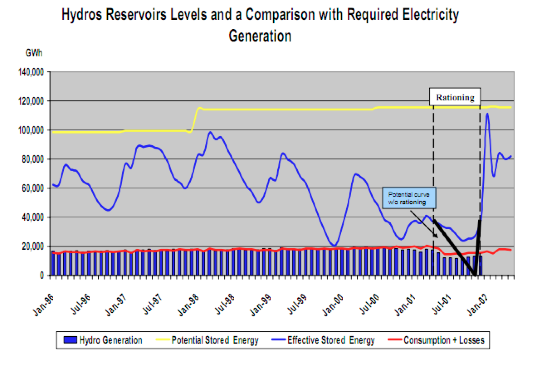 Hydros Reservoirs Levels and a Comparison with Required Electricity
Generation
GWh
140,000
120,000
100,000
80,000
60,000
40,000
20,000
0
Rationing
Potential curve
w/o rationing
Jan-96
Jul-96
Jan-97
Jul-97
Jan-98
Jul-98
Jan-99
Jul-99
Jan-00
Jul-00
Jan-01
Jul-01
Jan-02
Hydro Generation
Potential Stored Energy
Effective Stored Energy
Consumption + Losses